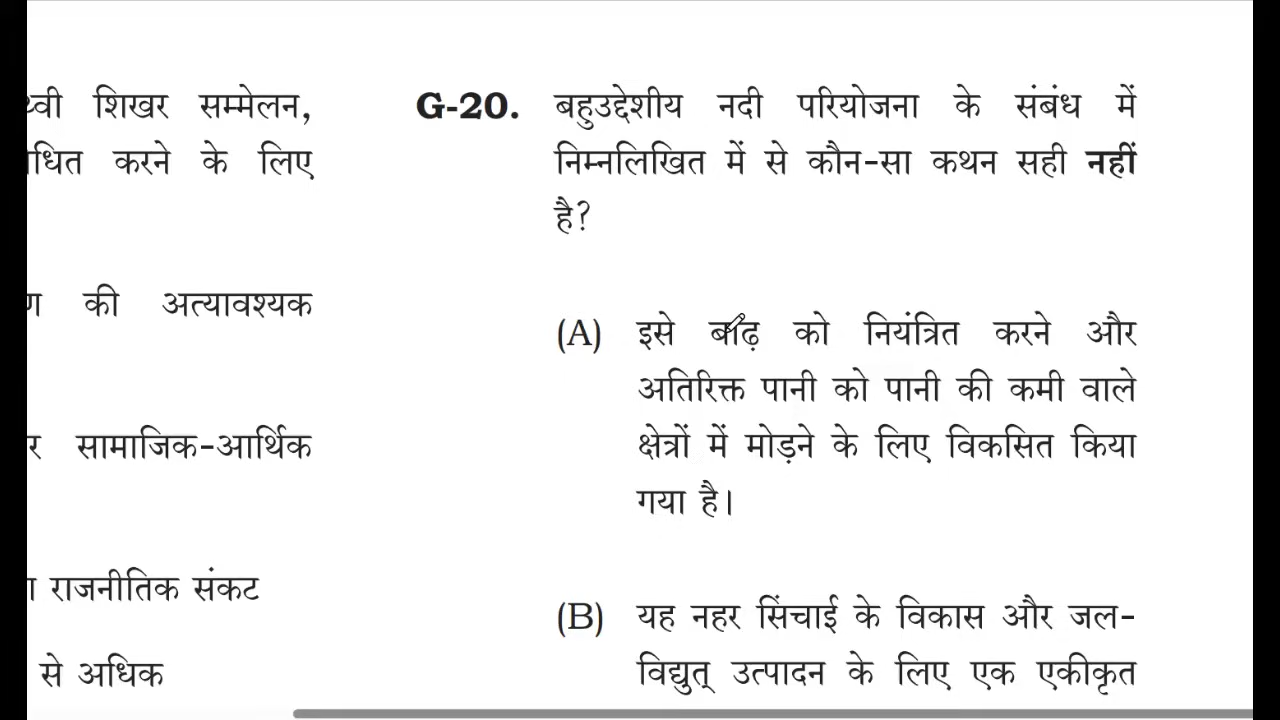 शिखर सम्मेलन,
करने के लिए
की अत्यावश्यक
सामाजिक-आर्थिक
राजनीतिक संकट
से अधिक
G-20. बहुउद्देशीय नदी परियोजना के संबंध में
निम्नलिखित में से कौन-सा कथन सही नहीं
है?
(A) इसे बाढ़ को नियंत्रित करने और
अतिरिक्त पानी को पानी की कमी वाले
क्षेत्रों में मोड़ने के लिए विकसित किया
गया है।
(B) यह नहर सिंचाई के विकास और जल-
विद्युत् उत्पादन के लिए एक एकीकृत